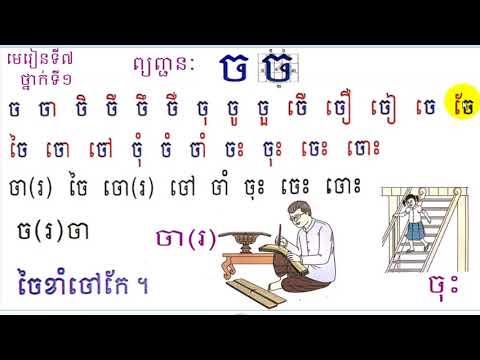 មេរៀនទី៧
ថ្នាក់ទី១
ព្យញ្ជនៈ ច ច
ច ចា ចិ ចី ចឹ ចឺ ចុ ចូ ចួ ចើ ចឿ ចៀ ចេ ចែ
ចៃ ចោ ចៅ ចុំ ចំ ចាំ ចះ ចុះ ចេះ ចោះ
ចា(រ) ចៃ ចោ(រ) ចៅ ចាំ ចុះ ចេះ ចោះ
ច(រ)ចា
ចា(រ)
ចុះ
ចៃខាំចៅកែ ។